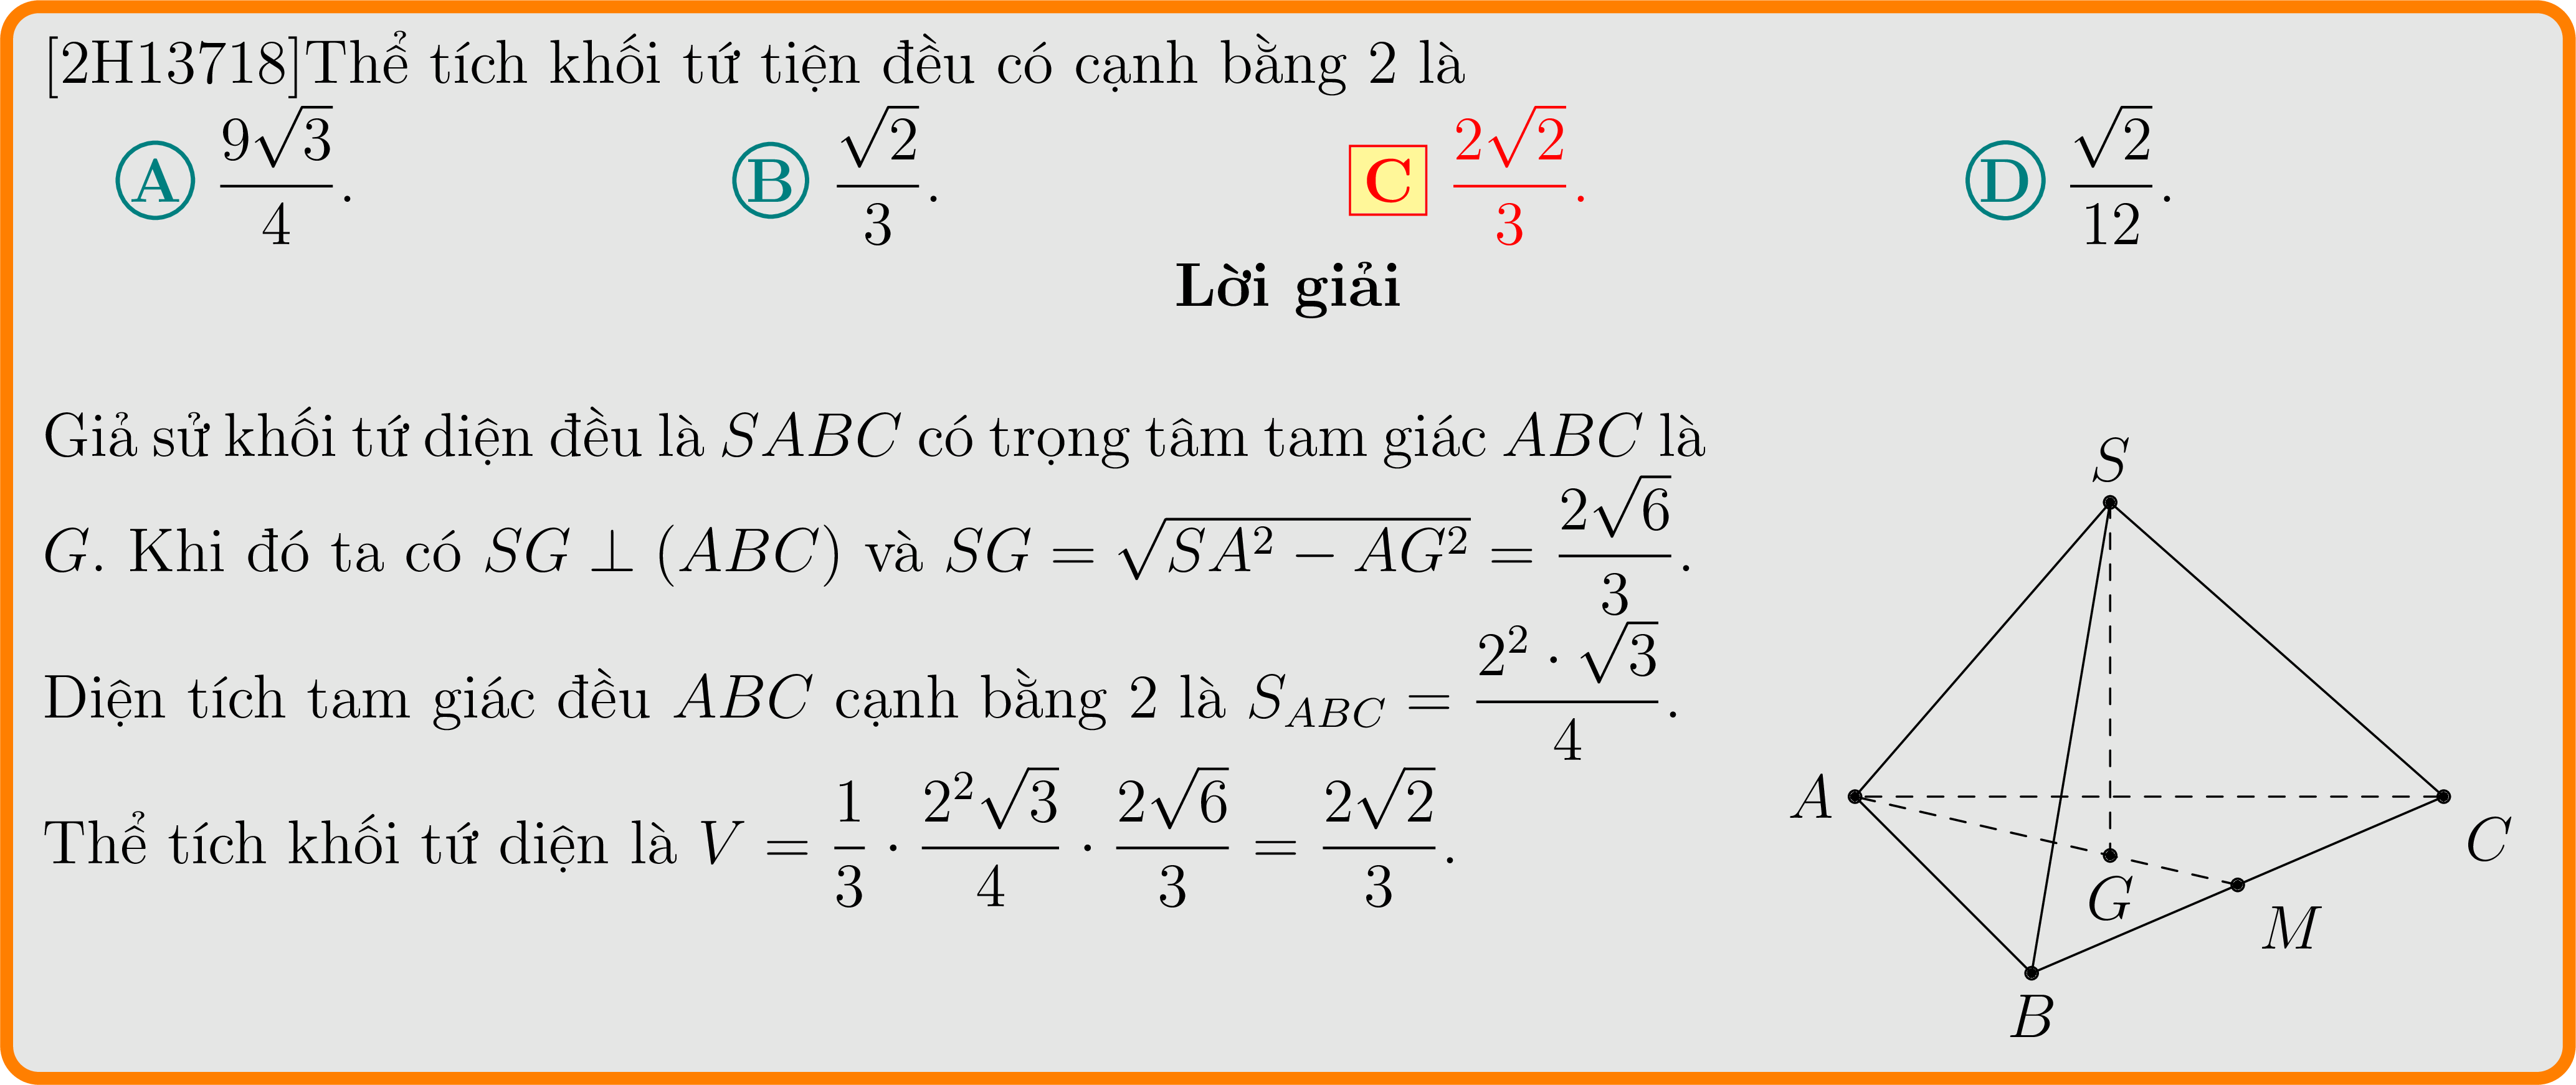 [2H13718]Thể tích khối tứ tiện đều có cạnh bằng 2 là
A $\frac{9\sqrt{3}}{4}$. B $\frac{\sqrt{2}}{3}$. C $\frac{2\sqrt{2}}{3}$. D $\frac{\sqrt{2}}{12}$.
Lời giải
Giả sử khối tứ diện đều là $SABC$ có trọng tâm tam giác $ABC$ là
$G$. Khi đó ta có $SG \perp (ABC)$ và $SG = \sqrt{SA^2 - AG^2} = \frac{2\sqrt{6}}{3}$.
Diện tích tam giác đều $ABC$ cạnh bằng 2 là $S_{ABC} = \frac{2^2 \cdot \sqrt{3}}{4}$.
Thể tích khối tứ diện là $V = \frac{1}{3} \cdot \frac{2^2\sqrt{3}}{4} \cdot \frac{2\sqrt{6}}{3} = \frac{2\sqrt{2}}{3}$.
S
A
C
G
M
B